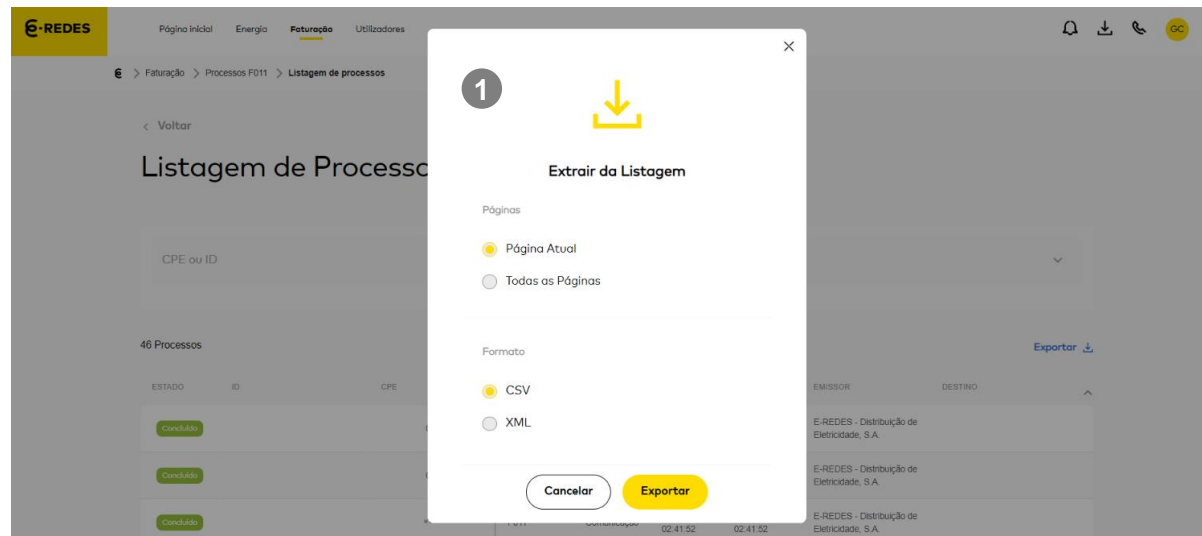 E-REDES
Página inicial Energia Faturação Utilizadores
GC
Faturação > Processos F011 > Listagem de processos
1
Voltar
Listagem de
Extrair da Listagem
Páginas
Página Atual
CPE ou ID
Todas as Páginas
46 Processos
Formato
Exportar
ESTADO ID CPE EMISSOR DESTINO
CSV
Concluído
E-REDES - Distribuição de
Eletricidade, S.A.
XML
Concluído
E-REDES - Distribuição de
Eletricidade, S.A.
Cancelar Exportar
Concluído
02:41:52 02:41:52
E-REDES - Distribuição de
Eletricidade, S.A.